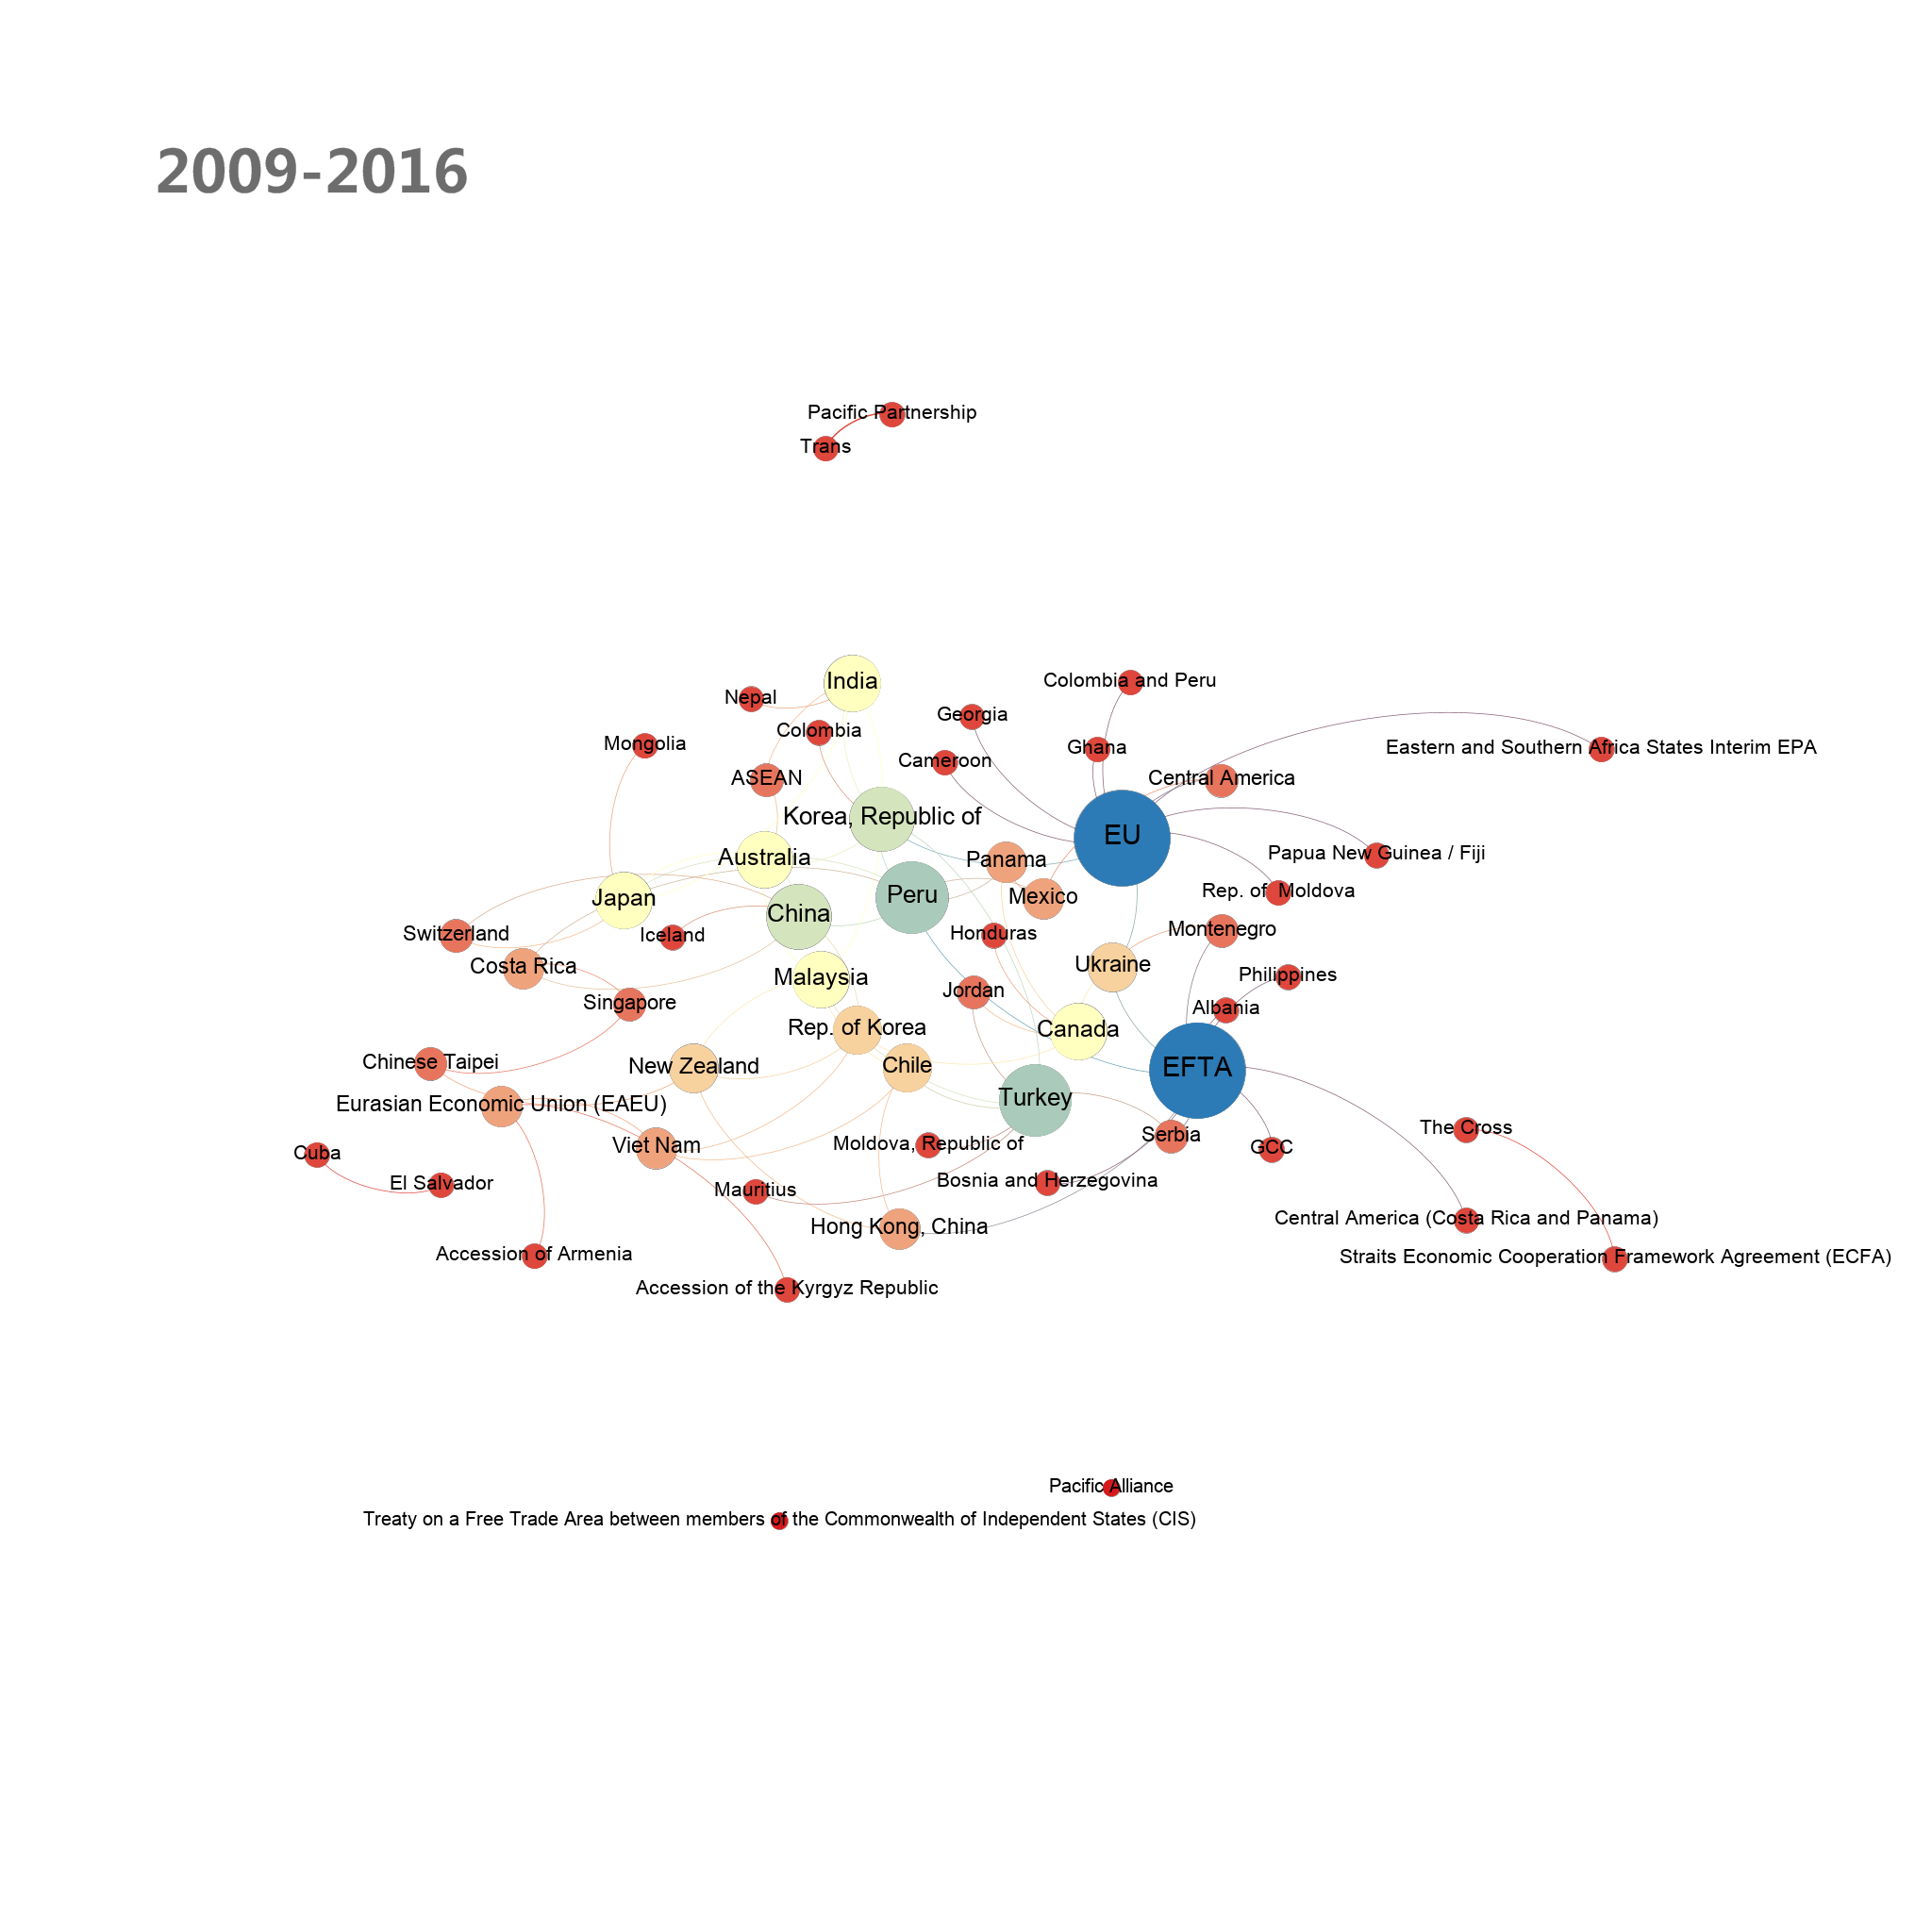 2009-2016
Pacific Partnership
Trans
India
Colombia and Peru
Nepal
Georgia
Colombia
Mongolia
Ghana
Eastern and Southern Africa States Interim EPA
Cameroon
ASEAN
Central America
Korea, Republic of
EU
Australia
Panama
Papua New Guinea / Fiji
Rep. of  Moldova
Japan
Peru
Mexico
China
Switzerland
Iceland
Honduras
Montenegro
Costa Rica
Ukraine
Malaysia
Philippines
Singapore
Jordan
Albania
Rep. of Korea
Canada
Chinese Taipei
New Zealand
Chile
EFTA
Eurasian Economic Union (EAEU)
Turkey
The Cross
Viet Nam
Moldova, Republic of
Serbia
GCC
Cuba
El Salvador
Mauritius
Bosnia and Herzegovina
Hong Kong, China
Central America (Costa Rica and Panama)
Accession of Armenia
Straits Economic Cooperation Framework Agreement (ECFA)
Accession of the Kyrgyz Republic
Pacific Alliance
Treaty on a Free Trade Area between members of the Commonwealth of Independent States (CIS)